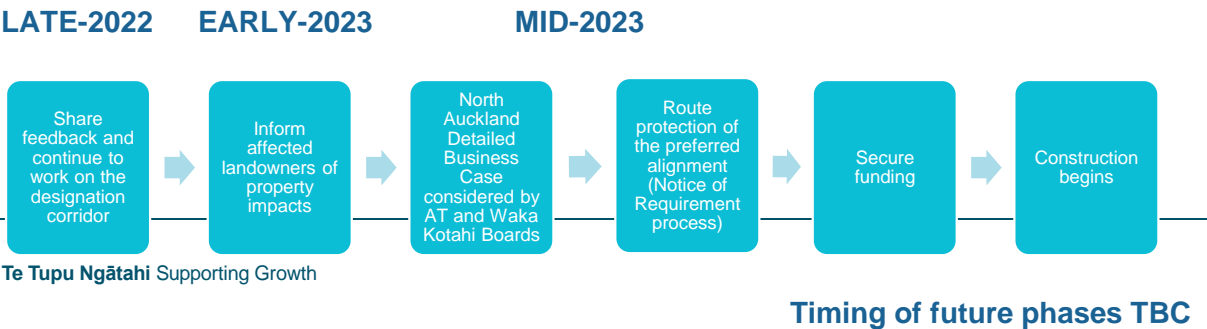 LATE-2022
EARLY-2023
MID-2023
Share
feedback and
continue to
work on the
designation
corridor
Inform
affected
landowners of
property
impacts
North
Auckland
Detailed
Business
Case
considered by
AT and Waka
Kotahi Boards
Route
protection of
the preferred
alignment
(Notice of
Requirement
process)
Secure
funding
Construction
begins
Te Tupu Ngātahi Supporting Growth
Timing of future phases TBC